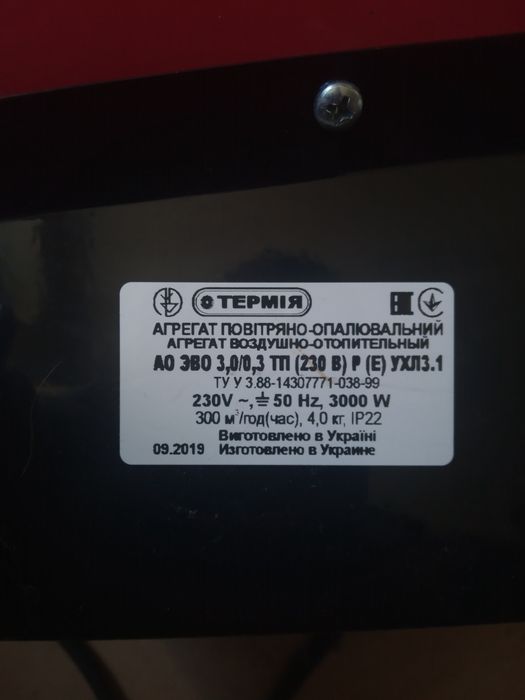 ТЕРМІЯ EAC
АГРЕГАТ ПОВІТРЯНО-ОПАЛЮВАЛЬНИЙ
АГРЕГАТ ВОЗДУШНО-ОТОПИТЕЛЬНЫЙ
АО ЭВО 3,0/0,3 ТП (230 В) Р (Е) УХЛ3.1
ТУ У 3.88-14307771-038-99
230V ~, ⏚ 50 Hz, 3000 W
300 м³/год(час), 4,0 кг, IP22
Виготовлено в Україні
09.2019 Изготовлено в Украине